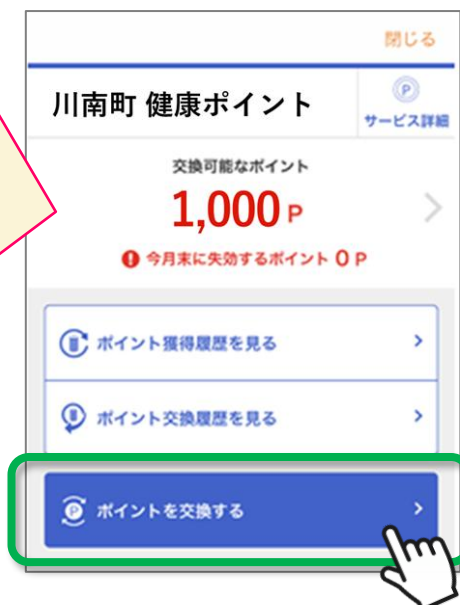 閉じる
川南町 健康ポイント
P
サービス詳細
交換可能なポイント
1,000 P
! 今月末に失効するポイント 0 P
ポイント獲得履歴を見る
ポイント交換履歴を見る
P ポイントを交換する